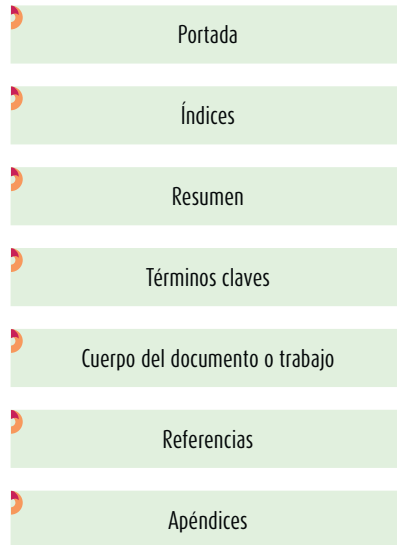 Portada
Índices
Resumen
Términos claves
Cuerpo del documento o trabajo
Referencias
Apéndices